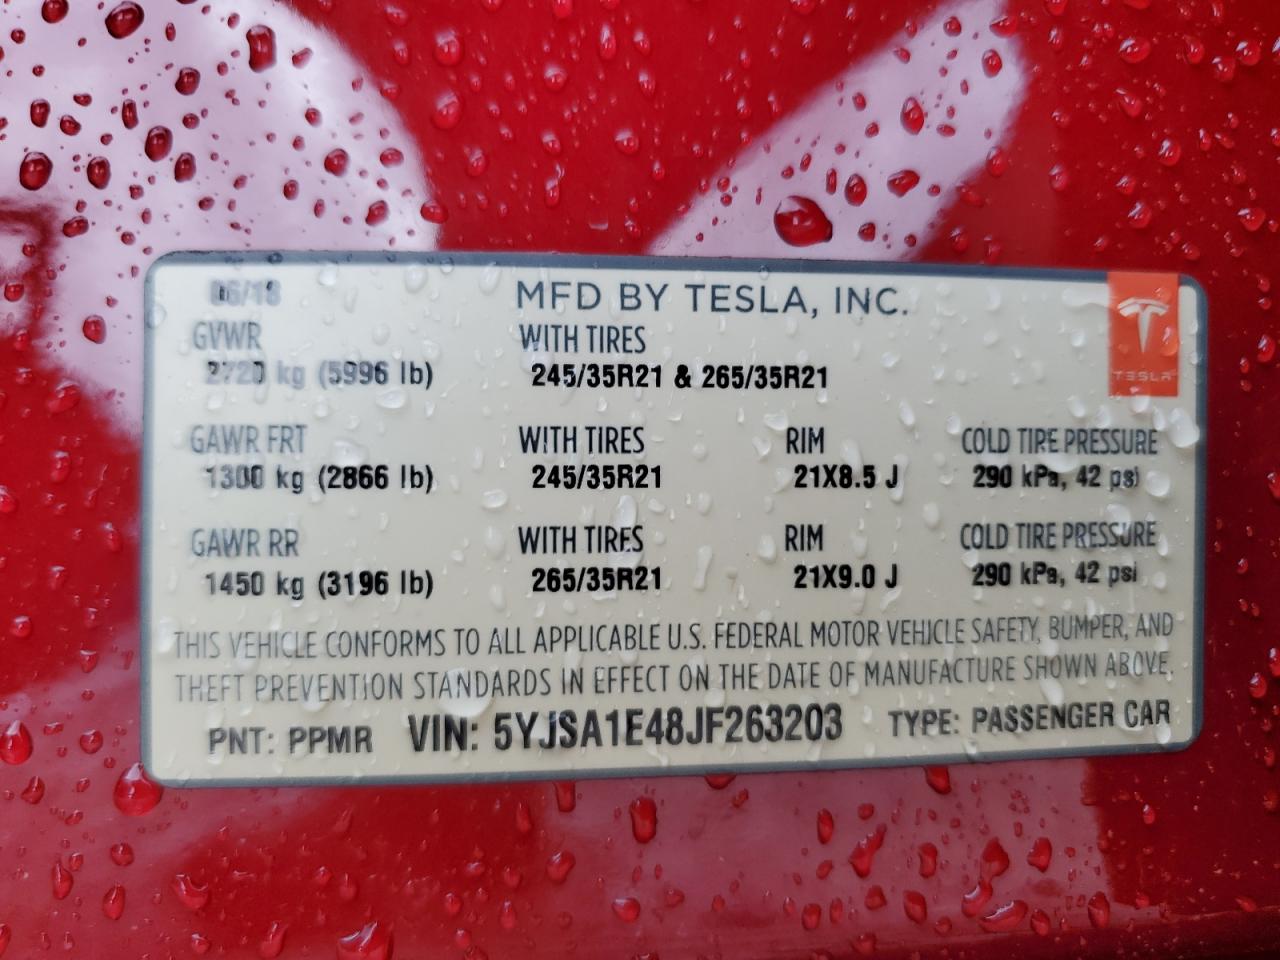 06/18 MFD BY TESLA, INC.
GVWR WITH TIRES
2720 kg (5996 lb) 245/35R21 & 265/35R21
TESLA
GAWR FRT WITH TIRES RIM COLD TIRE PRESSURE
1300 kg (2866 lb) 245/35R21 21X8.5 J 290 kPa, 42 psi
GAWR RR WITH TIRES RIM COLD TIRE PRESSURE
1450 kg (3196 lb) 265/35R21 21X9.0 J 290 kPa, 42 psi
THIS VEHICLE CONFORMS TO ALL APPLICABLE U.S. FEDERAL MOTOR VEHICLE SAFETY, BUMPER, AND
THEFT PREVENTION STANDARDS IN EFFECT ON THE DATE OF MANUFACTURE SHOWN ABOVE.
PNT: PPMR VIN: 5YJSA1E48JF263203 TYPE: PASSENGER CAR